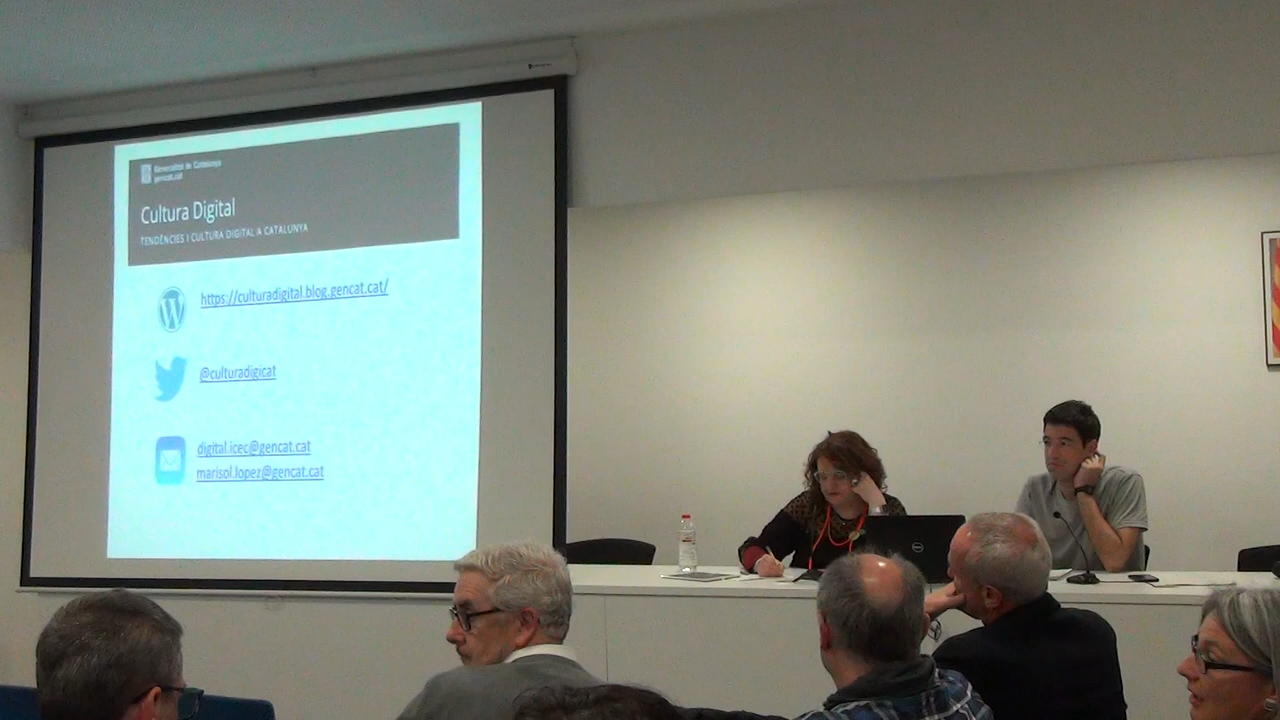 Generalitat de Catalunya
gencat.cat
Cultura Digital
TENDÈNCIES I CULTURA DIGITAL A CATALUNYA
https://culturadigital.blog.gencat.cat/
@culturadigicat
digital.icec@gencat.cat
marisol.lopez@gencat.cat
DELL